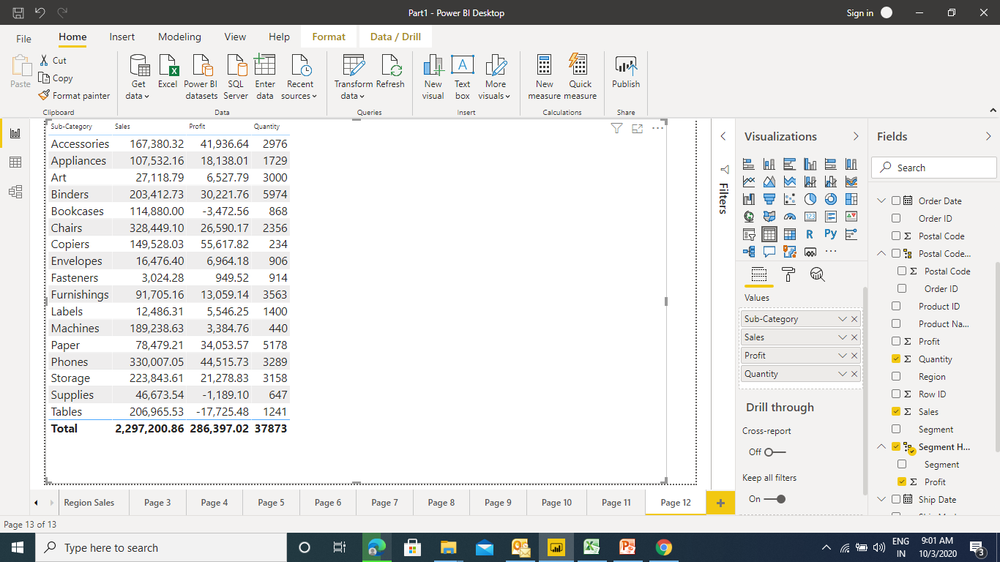 Part1 - Power BI Desktop
Sign in
File Home Insert Modeling View Help Format Data / Drill
Paste
Cut
Copy
Format painter
Clipboard
Get data
Excel
Power BI datasets
SQL Server
Enter data
Recent sources
Data
Transform data
Refresh
Queries
New visual
Text box
More visuals
Insert
New measure
Quick measure
Calculations
Publish
Share
Sub-Category Sales Profit Quantity
Accessories 167,380.32 41,936.64 2976
Appliances 107,532.16 18,138.01 1729
Art 27,118.79 6,527.79 3000
Binders 203,412.73 30,221.76 5974
Bookcases 114,880.00 -3,472.56 868
Chairs 328,449.10 26,590.17 2356
Copiers 149,528.03 55,617.82 234
Envelopes 16,476.40 6,964.18 906
Fasteners 3,024.28 949.52 914
Furnishings 91,705.16 13,059.14 3563
Labels 12,486.31 5,546.25 1400
Machines 189,238.63 3,384.76 440
Paper 78,479.21 34,053.57 5178
Phones 330,007.05 44,515.73 3289
Storage 223,843.61 21,278.83 3158
Supplies 46,673.54 -1,189.10 647
Tables 206,965.53 -17,725.48 1241
Total 2,297,200.86 286,397.02 37873
Filters
Visualizations
123
R
Py
Values
Sub-Category
Sales
Profit
Quantity
Drill through
Cross-report
Off
Keep all filters
On
Fields
Search
Order Date
Order ID
Postal Code
Postal Code...
Postal Code
Order ID
Product ID
Product Na...
Profit
Quantity
Region
Row ID
Sales
Segment
Segment H...
Segment
Profit
Ship Date
Region Sales Page 3 Page 4 Page 5 Page 6 Page 7 Page 8 Page 9 Page 10 Page 11 Page 12
Page 13 of 13
Type here to search
ENG
IN
9:01 AM
10/3/2020
3